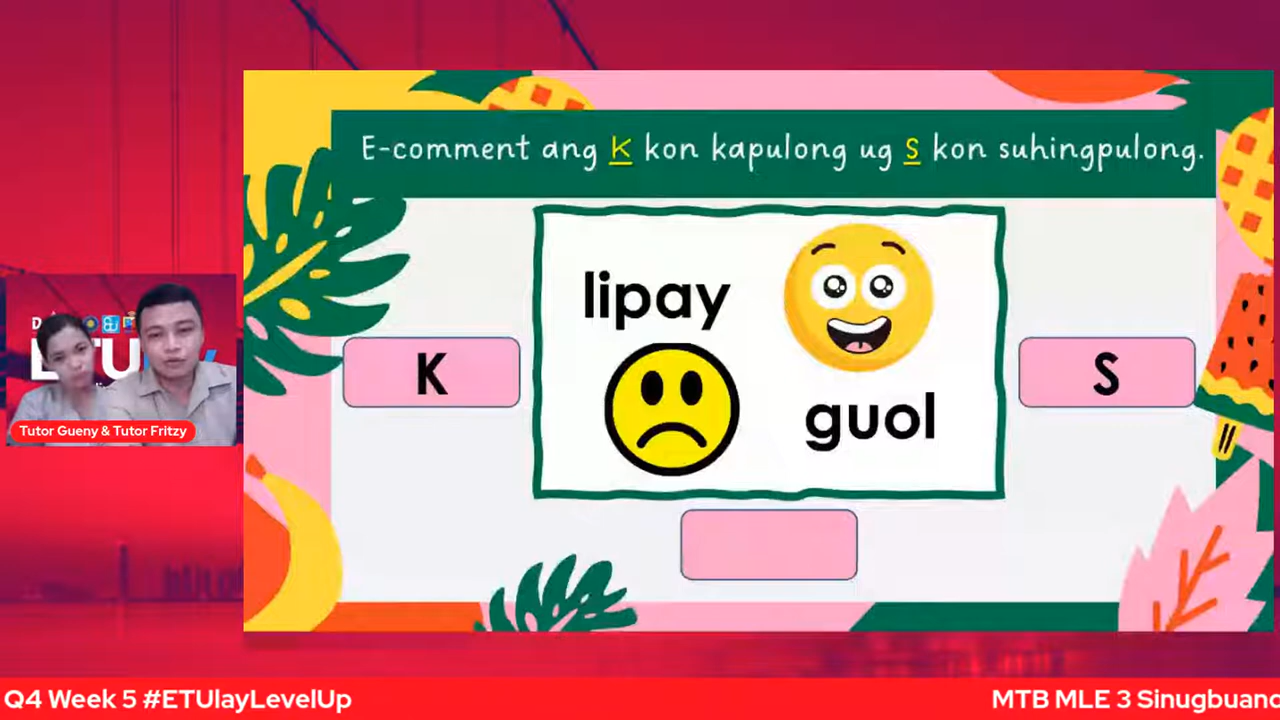 E-comment ang K kon kapulong ug S kon suhingpulong.
lipay
K
S
guol
Tutor Gueny & Tutor Fritzy
Q4 Week 5 #ETUlayLevelUp
MTB MLE 3 Sinugbuano